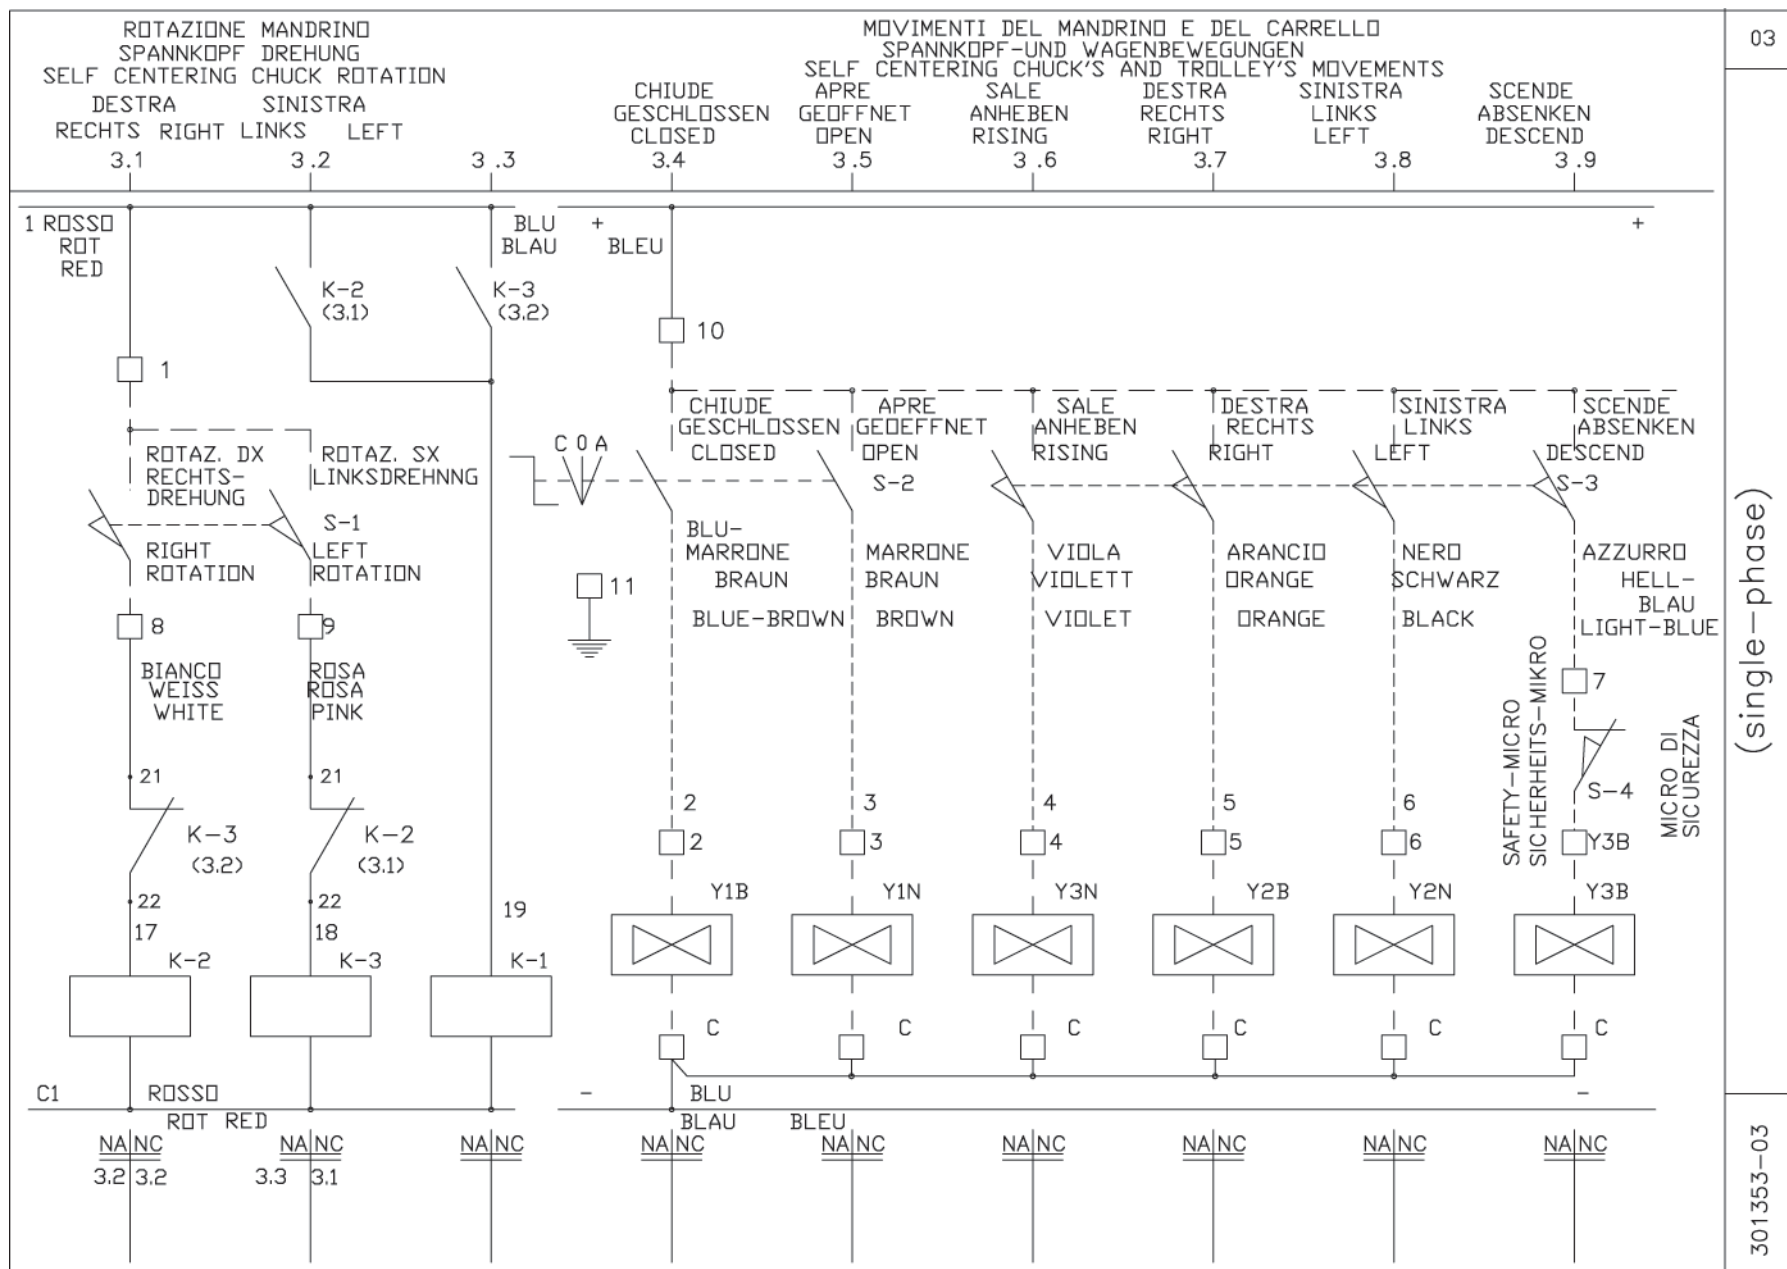 ROTAZIONE MANDRINO
SPANNKOPF DREHUNG
SELF CENTERING CHUCK ROTATION
DESTRA SINISTRA
RECHTS RIGHT LINKS LEFT
MOVIMENTI DEL MANDRINO E DEL CARRELLO
SPANNKOPF-UND WAGENBEWEGUNGEN
SELF CENTERING CHUCK'S AND TROLLEY'S MOVEMENTS
CHIUDE APRE SALE DESTRA SINISTRA SCENDE
GESCHLOSSEN GEOEFFNET ANHEBEN RECHTS LINKS ABSENKEN
CLOSED OPEN RISING RIGHT LEFT DESCEND
3.1 3.2 3.3 3.4 3.5 3.6 3.7 3.8 3.9
03
1 ROSSO
ROT
RED
BLU +
BLAU BLEU
+
K-2
(3.1)
K-3
(3.2)
10
1
CHIUDE APRE SALE DESTRA SINISTRA SCENDE
GESCHLOSSEN GEOEFFNET ANHEBEN RECHTS LINKS ABSENKEN
CLOSED OPEN RISING RIGHT LEFT DESCEND
C O A
ROTAZ. DX
RECHTS-
DREHUNG
ROTAZ. SX
LINKSDREHNNG
S-1
S-2
S-3
RIGHT
ROTATION
LEFT
ROTATION
BLU-
MARRONE MARRONE VIOLA ARANCIO NERO AZZURRO
BRAUN BRAUN VIOLETT ORANGE SCHWARZ HELL-
BLAU
BLUE-BROWN BROWN VIOLET ORANGE BLACK LIGHT-BLUE
11
8
9
BIANCO
WEISS
WHITE
ROSA
ROSA
PINK
7
SAFETY-MICRO
SICHERHEITS-MIKRO
S-4
MICRO DI
SICUREZZA
(single-phase)
21 21
K-3
(3.2)
K-2
(3.1)
22 22
17 18 19
2 3 4 5 6
2 3 4 5 6 Y3B
Y1B Y1N Y3N Y2B Y2N Y3B
K-2 K-3 K-1
C C C C C C
C1 ROSSO
ROT RED
- BLU
BLAU BLEU
-
NA NC NA NC NA NC NA NC NA NC NA NC NA NC NA NC NA NC
3.2 3.2 3.3 3.1
301353-03